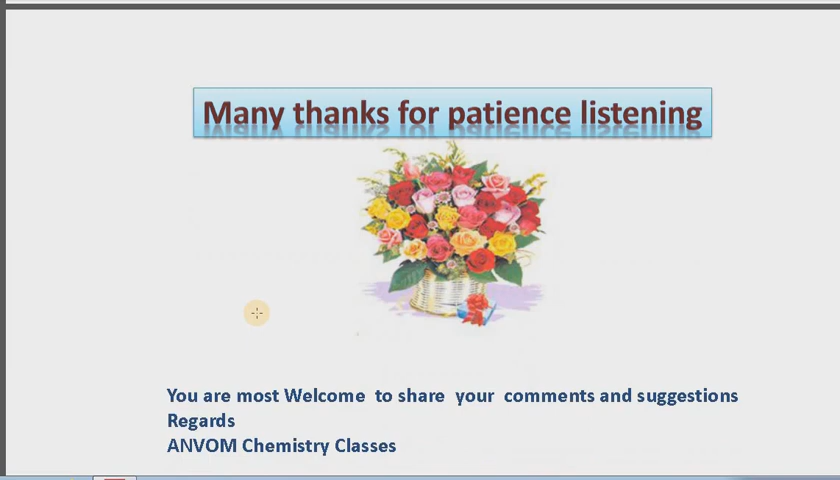 Many thanks for patience listening
You are most Welcome to share your comments and suggestions
Regards
ANVOM Chemistry Classes